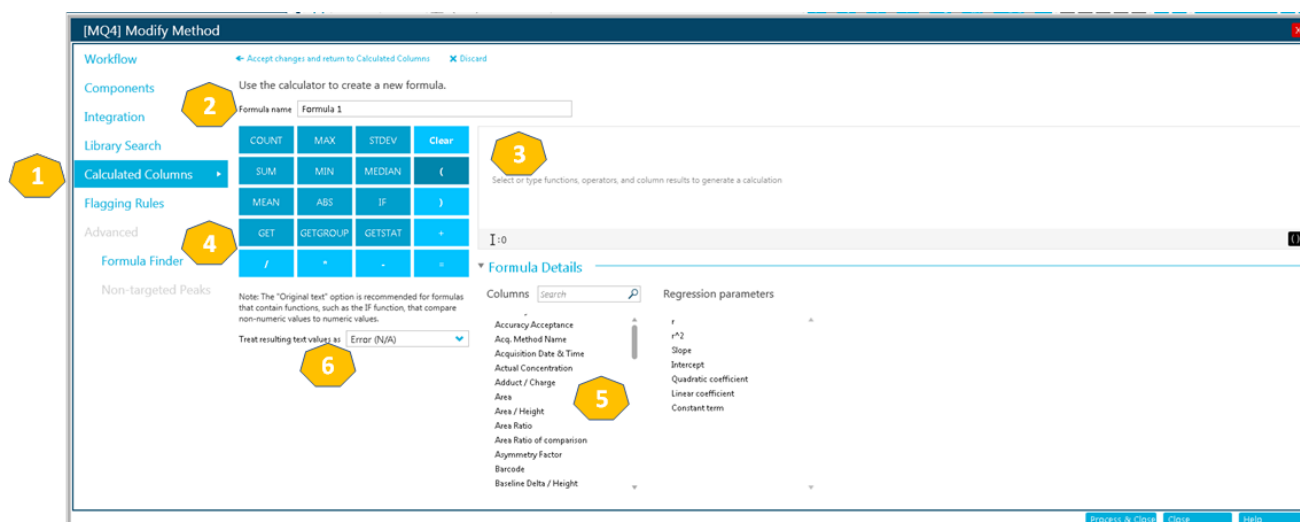 [MQ4] Modify Method
Workflow
Components
Integration
Library Search
Calculated Columns
Flagging Rules
Advanced
Formula Finder
Non-targeted Peaks
1
Accept changes and return to Calculated Columns Discard
Use the calculator to create a new formula.
2
Formula name Formula 1
COUNT MAX STDEV Clear
SUM MIN MEDIAN (
MEAN ABS IF )
GET GETGROUP GETSTAT +
/ * - =
4
Note: The "Original text" option is recommended for formulas
that contain functions, such as the IF function, that compare
non-numeric values to numeric values.
Treat resulting text values as Error (N/A)
6
3
Select or type functions, operators, and column results to generate a calculation
:0 ()
Formula Details
Columns Search
Accuracy Acceptance
Acq. Method Name
Acquisition Date & Time
Actual Concentration
Adduct / Charge
Area
Area / Height
Area Ratio
Area Ratio of comparison
Asymmetry Factor
Barcode
Baseline Delta / Height
5
Regression parameters
r
r^2
Slope
Intercept
Quadratic coefficient
Linear coefficient
Constant term
Process & Close Close Help